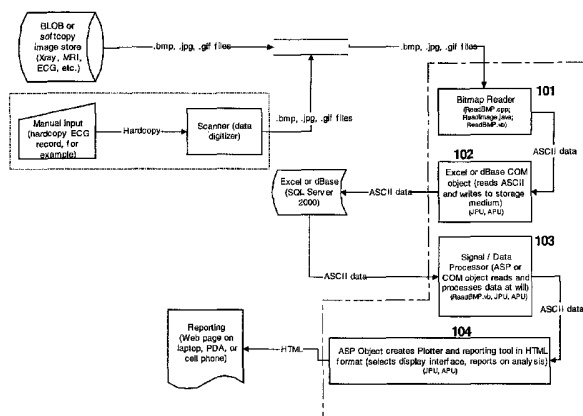 BLOB or
softcopy
image store
(Xray, MRI,
ECG, etc.)
.bmp, .jpg, .gif files
.bmp, .jpg, .gif files
Manual Input
(hardcopy ECG
record, for
example)
Hardcopy
Scanner (data
digitizer)
.bmp, .jpg, .gif files
101
Bitmap Reader
(ReadBMP.cpp;
ReadImage.java;
ReadBMP.vb)
ASCII data
102
Excel or dBase COM
object (reads ASCII
and writes to storage
medium)
(JPU, APU)
ASCII data
Excel or dBase
(SQL Server
2000)
ASCII data
103
Signal / Data
Processor (ASP or
COM object reads and
processes data at will)
(ReadBMP.vb, JPU, APU)
ASCII data
104
ASP Object creates Plotter and reporting tool in HTML
format (selects display interface, reports on analysis)
(JPU, APU)
HTML
Reporting
(Web page on
laptop, PDA, or
cell phone)